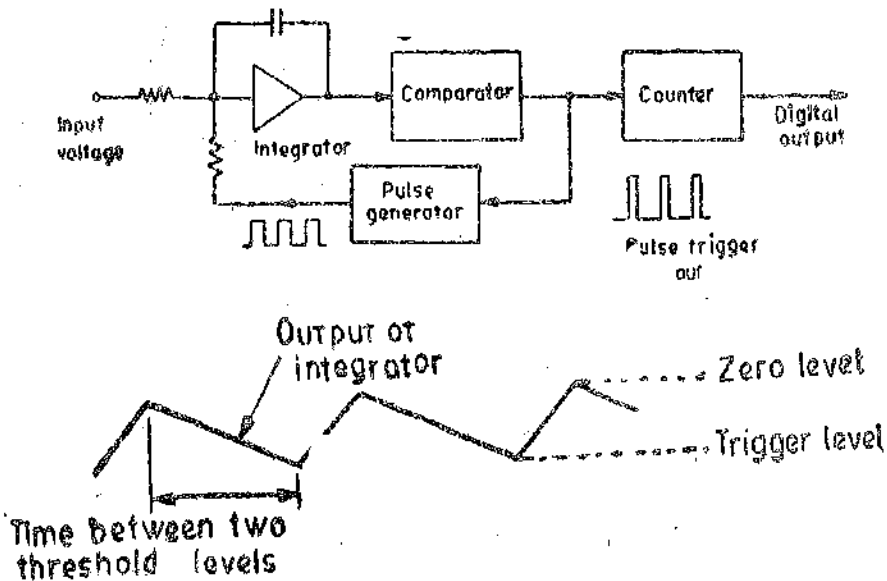 Input
voltage
Integrator
Comparator
Counter
Digital
output
Pulse
generator
Pulse trigger
out
Output of
integrator
Zero level
Trigger level
Time between two
threshold levels